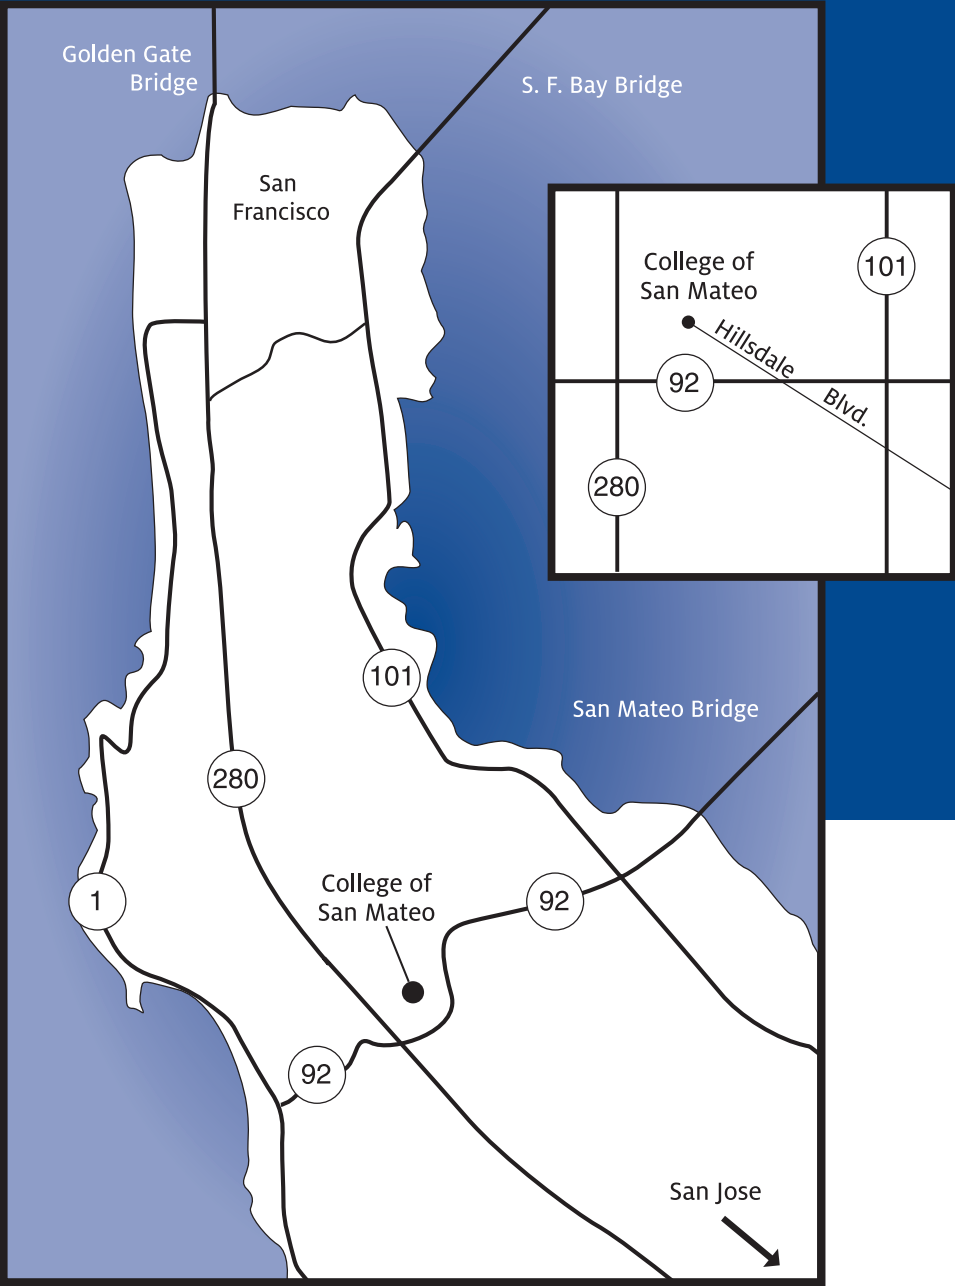 Golden Gate
Bridge
S. F. Bay Bridge
San
Francisco
College of
San Mateo
101
Hillsdale
Blvd.
92
280
101
San Mateo Bridge
280
College of
San Mateo
92
1
92
San Jose